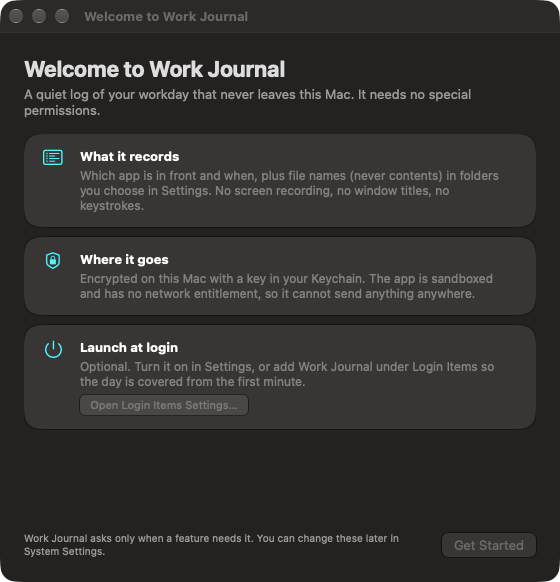 Welcome to Work Journal
Welcome to Work Journal
A quiet log of your workday that never leaves this Mac. It needs no special
permissions.
What it records
Which app is in front and when, plus file names (never contents) in folders
you choose in Settings. No screen recording, no window titles, no
keystrokes.
Where it goes
Encrypted on this Mac with a key in your Keychain. The app is sandboxed
and has no network entitlement, so it cannot send anything anywhere.
Launch at login
Optional. Turn it on in Settings, or add Work Journal under Login Items so
the day is covered from the first minute.
Open Login Items Settings...
Work Journal asks only when a feature needs it. You can change these later in
System Settings.
Get Started